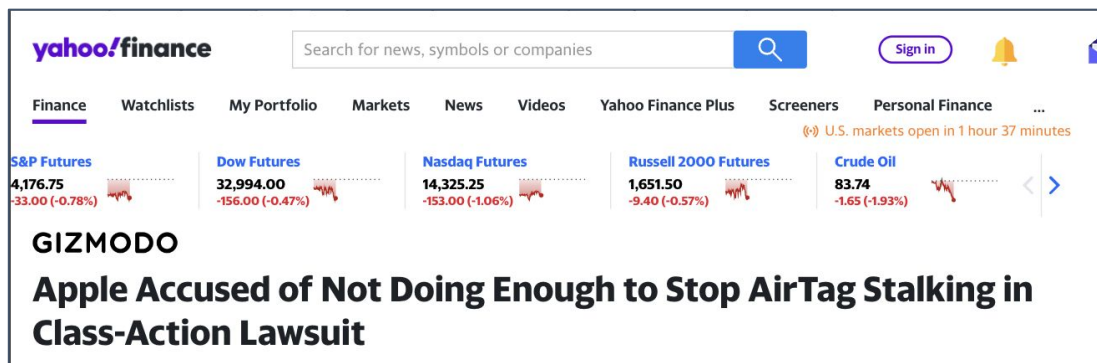 yahoo!finance
Search for news, symbols or companies
Sign in
Finance Watchlists My Portfolio Markets News Videos Yahoo Finance Plus Screeners Personal Finance ...
U.S. markets open in 1 hour 37 minutes
S&P Futures Dow Futures Nasdaq Futures Russell 2000 Futures Crude Oil
4,176.75 32,994.00 14,325.25 1,651.50 83.74
-33.00 (-0.78%) -156.00 (-0.47%) -153.00 (-1.06%) -9.40 (-0.57%) -1.65 (-1.93%)
GIZMODO
Apple Accused of Not Doing Enough to Stop AirTag Stalking in
Class-Action Lawsuit